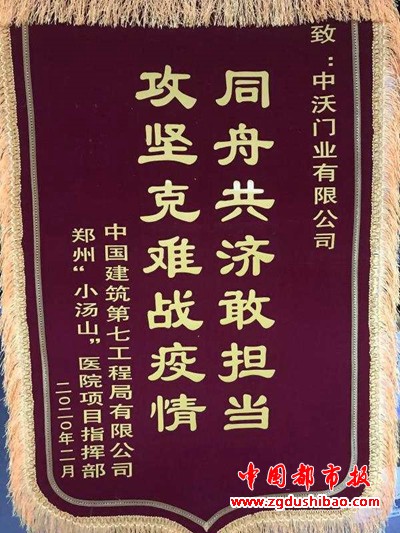 致：中沃门业有限公司
同舟共济敢担当
攻坚克难战疫情
中国建筑第七工程局有限公司
郑州“小汤山”医院项目指挥部
二〇二〇年二月
中国都市报
www.zgdushibao.com